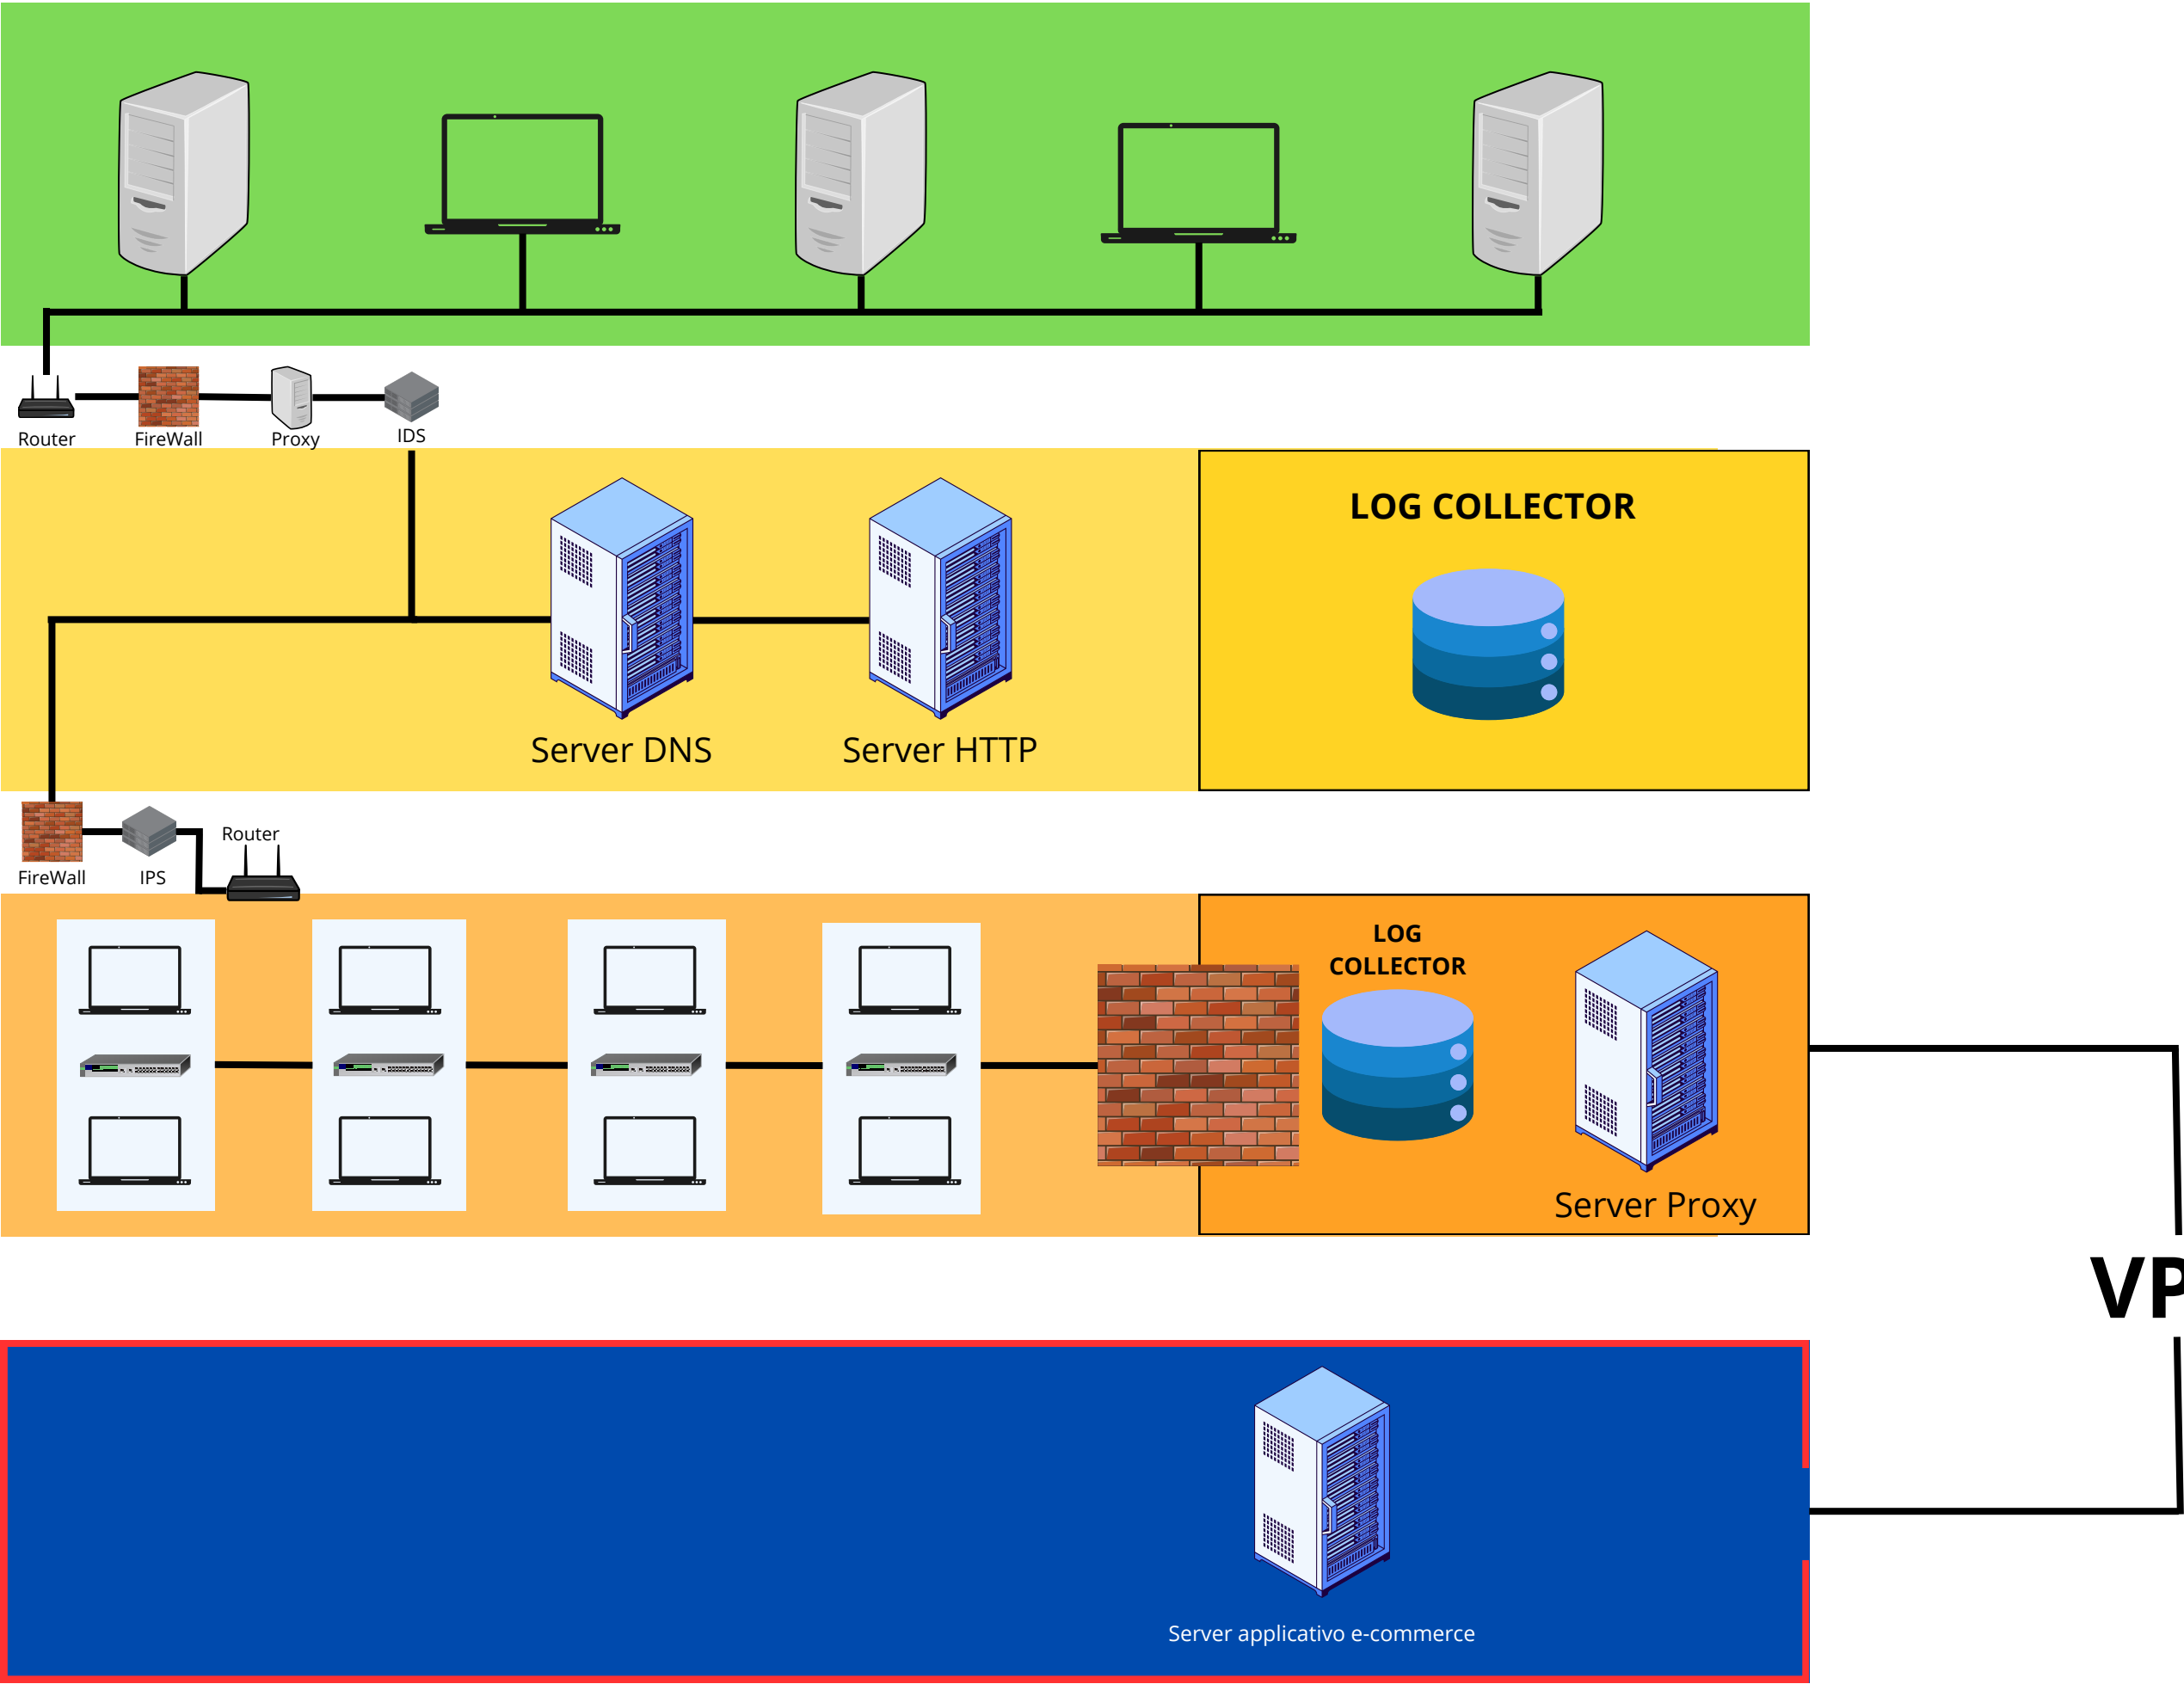 Router
FireWall
Proxy
IDS
LOG COLLECTOR
Server DNS
Server HTTP
FireWall
IPS
Router
LOG
COLLECTOR
Server Proxy
VP
Server applicativo e-commerce